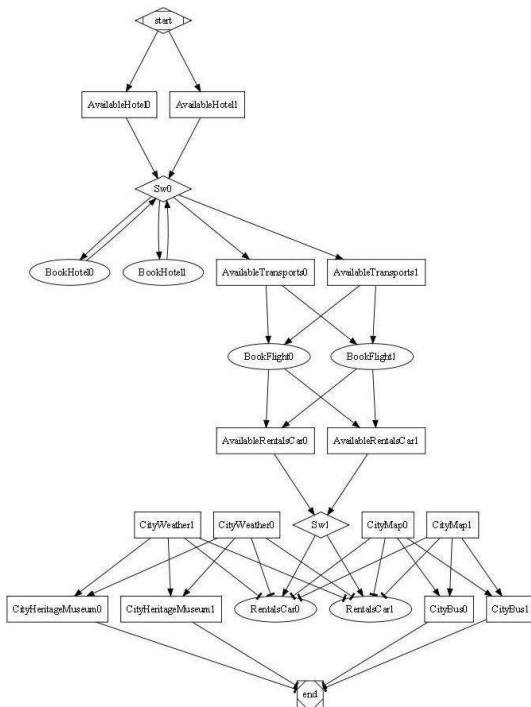 start
AvailableHotel0 AvailableHotel1
Sw0
BookHotel0 BookHotel1 AvailableTransports0 AvailableTransports1
BookFlight0 BookFlight1
AvailableRentalsCar0 AvailableRentalsCar1
CityWeather1 CityWeather0 Sw1 CityMap0 CityMap1
CityHeritageMuseum0 CityHeritageMuseum1 RentalsCar0 RentalsCar1 CityBus0 CityBus1
end